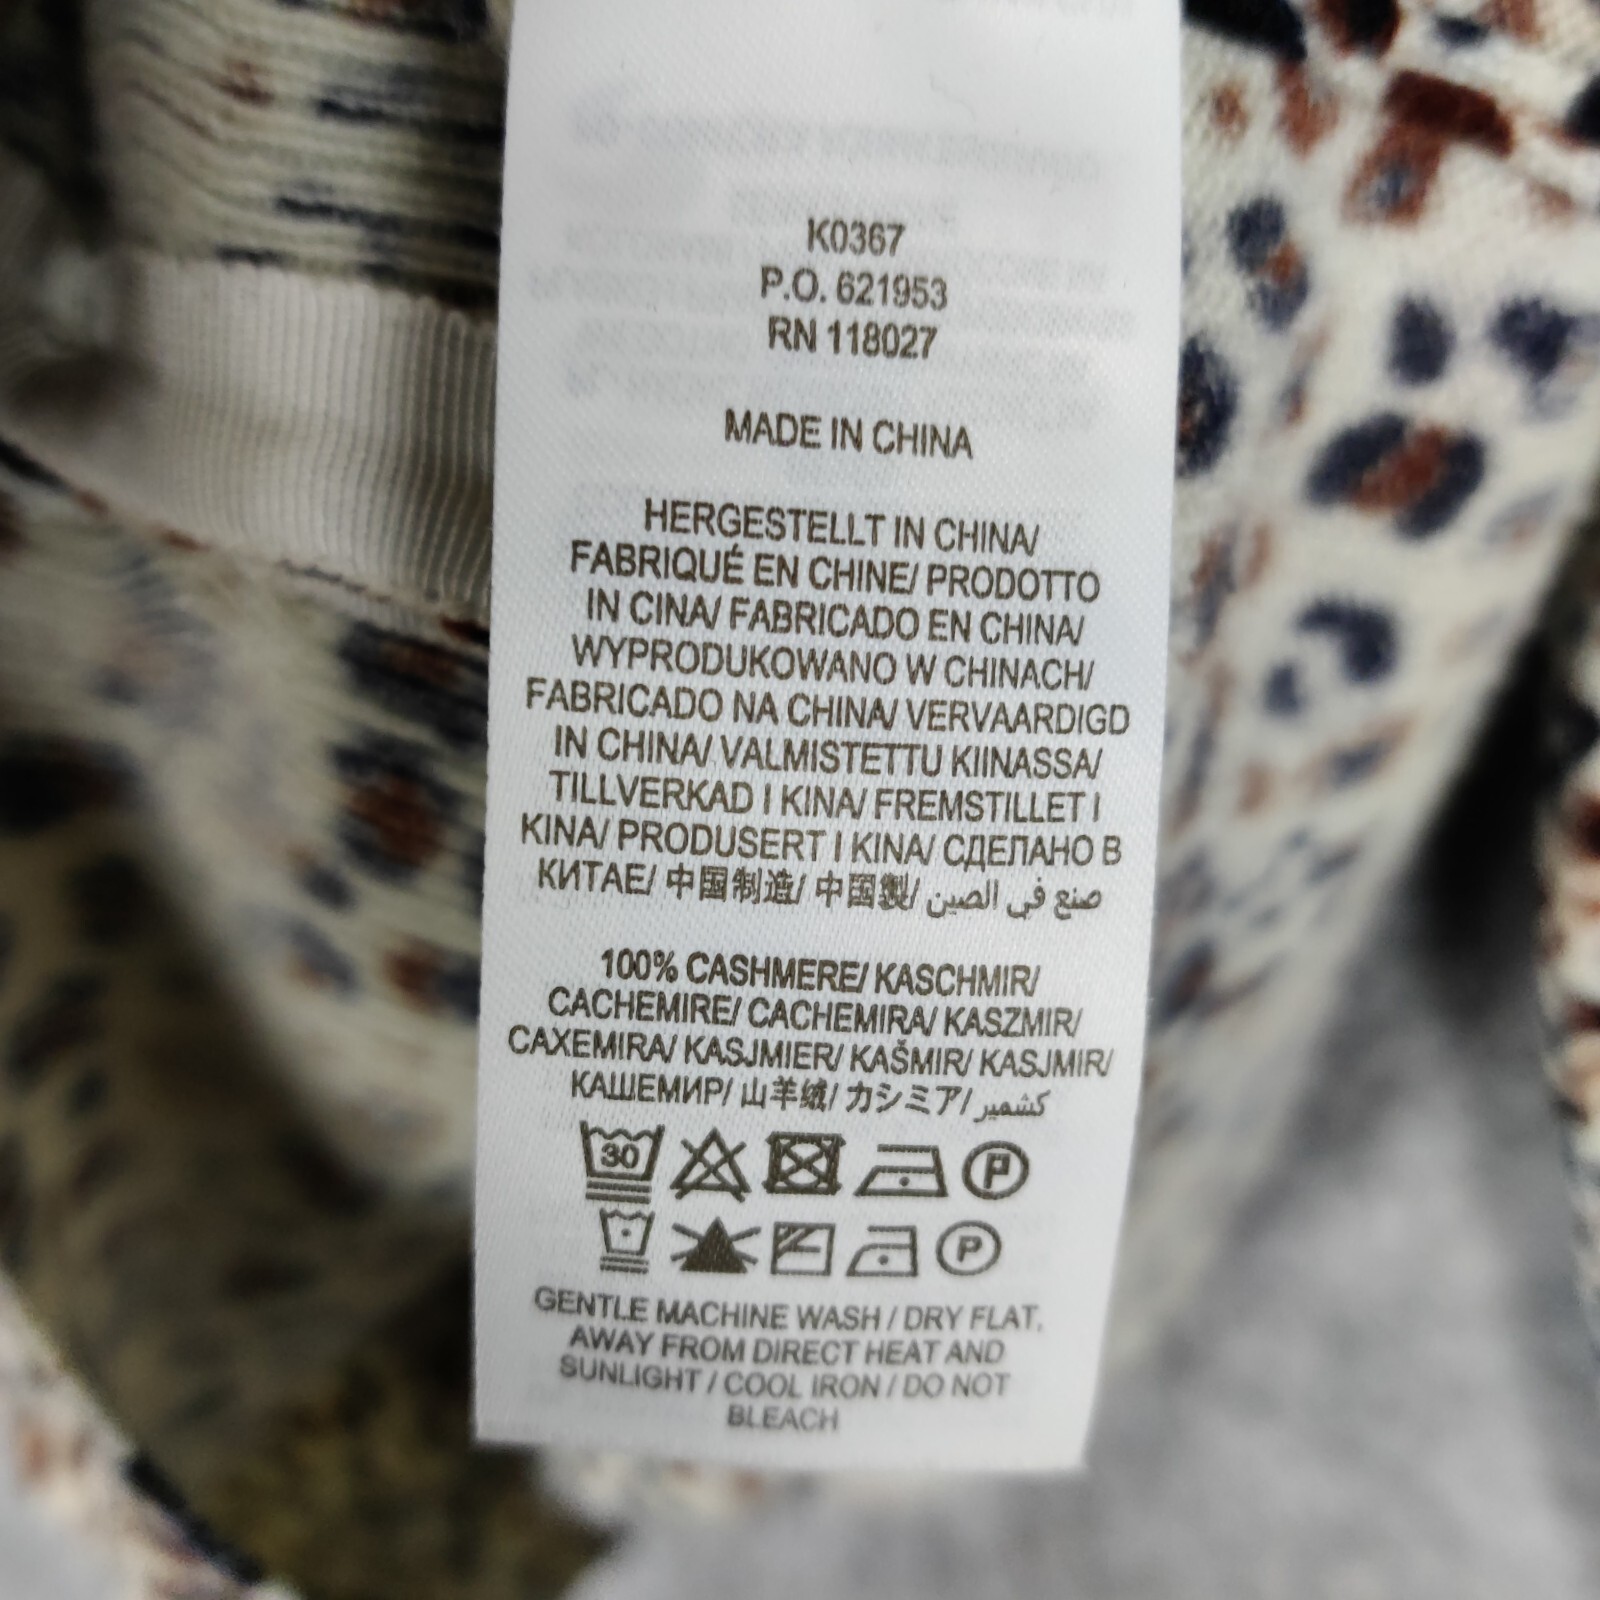 K0367
P.O. 621953
RN 118027
MADE IN CHINA
HERGESTELLT IN CHINA/
FABRIQUÉ EN CHINE/ PRODOTTO
IN CINA/ FABRICADO EN CHINA/
WYPRODUKOWANO W CHINACH/
FABRICADO NA CHINA/ VERVAARDIGD
IN CHINA/ VALMISTETTU KIINASSA/
TILLVERKAD I KINA/ FREMSTILLET I
KINA/ PRODUSERT I KINA/ СДЕЛАНО В
КИТАЕ/ 中国制造/ 中国製/ صنع في الصين
100% CASHMERE/ KASCHMIR/
CACHEMIRE/ CACHEMIRA/ KASZMIR/
CAXEMIRA/ KASJMIER/ KAŠMIR/ KASJMIR/
КАШЕМИР/ 山羊绒/ カシミア/ كشمير
30 P
P
GENTLE MACHINE WASH / DRY FLAT,
AWAY FROM DIRECT HEAT AND
SUNLIGHT / COOL IRON / DO NOT
BLEACH